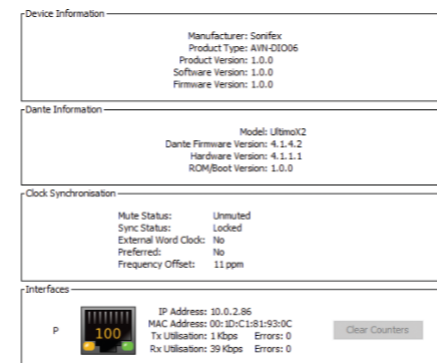 Device Information
Manufacturer: Sonifex
Product Type: AVN-DIO06
Product Version: 1.0.0
Software Version: 1.0.0
Firmware Version: 1.0.0
Dante Information
Model: UltimoX2
Dante Firmware Version: 4.1.4.2
Hardware Version: 4.1.1.1
ROM/Boot Version: 1.0.0
Clock Synchronisation
Mute Status: Unmuted
Sync Status: Locked
External Word Clock: No
Preferred: No
Frequency Offset: 11 ppm
Interfaces
P
100
IP Address: 10.0.2.86
MAC Address: 00:1D:C1:81:93:0C
Tx Utilisation: 1 Kbps Errors: 0
Rx Utilisation: 39 Kbps Errors: 0
Clear Counters